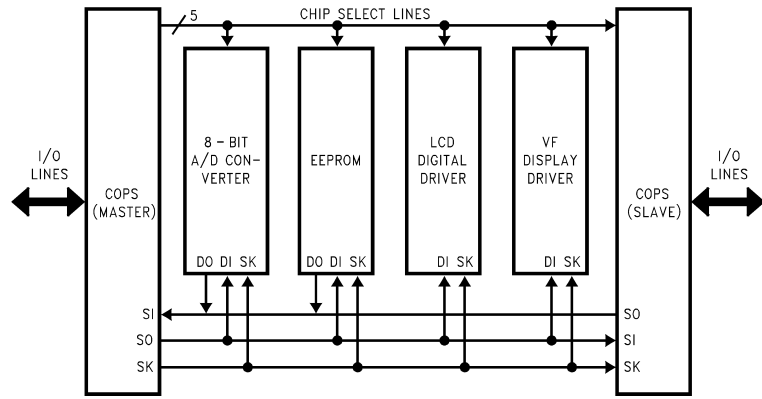 5
CHIP SELECT LINES
I/O
LINES
COPS
(MASTER)
8 – BIT
A/D CON–
VERTER
EEPROM
LCD
DIGITAL
DRIVER
VF
DISPLAY
DRIVER
COPS
(SLAVE)
I/O
LINES
DO DI SK
DO DI SK
DI SK
DI SK
SI
SO
SK
SO
SI
SK